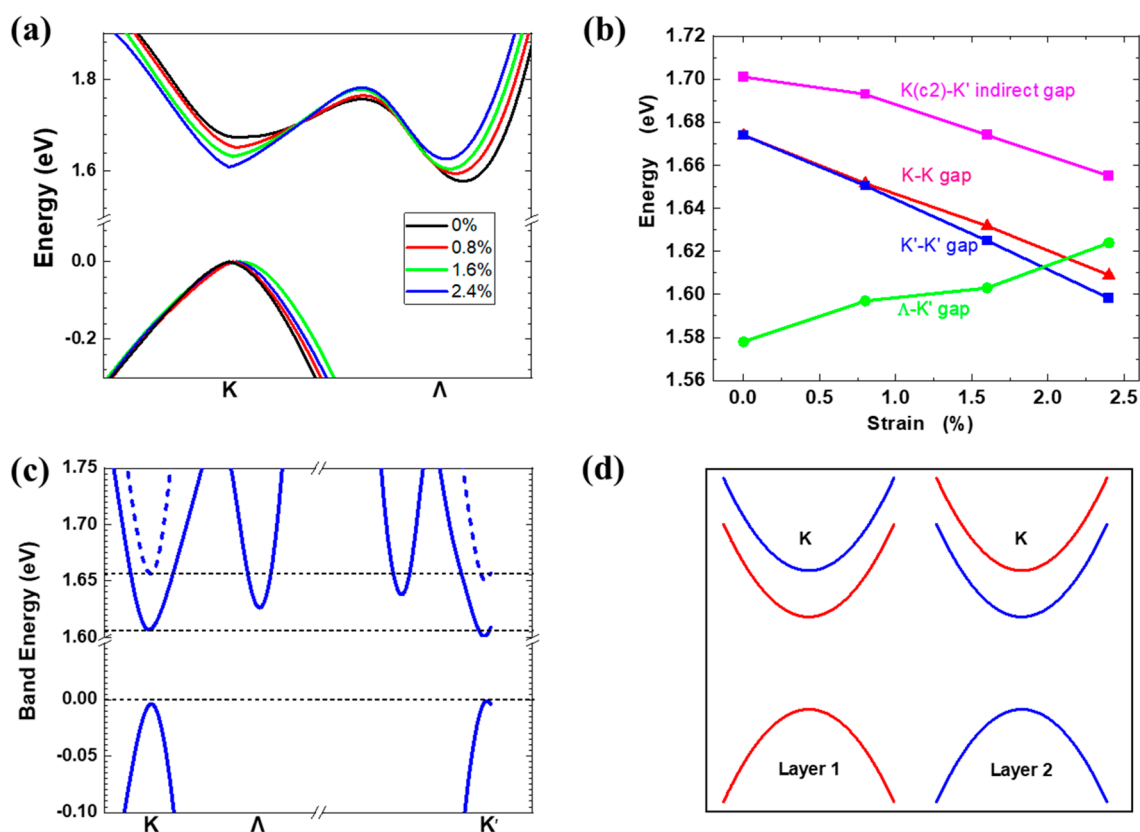 (a)
Energy (eV)
1.8
1.6
0.0
-0.2
0%
0.8%
1.6%
2.4%
K
Λ
(b)
Energy (eV)
1.72
1.70
1.68
1.66
1.64
1.62
1.60
1.58
1.56
K(c2)-K' indirect gap
K-K gap
K'-K' gap
Λ-K' gap
0.0 0.5 1.0 1.5 2.0 2.5
Strain (%)
(c)
Band Energy (eV)
1.75
1.70
1.65
1.60
0.00
-0.05
-0.10
K
Λ
K'
(d)
K
K
Layer 1
Layer 2